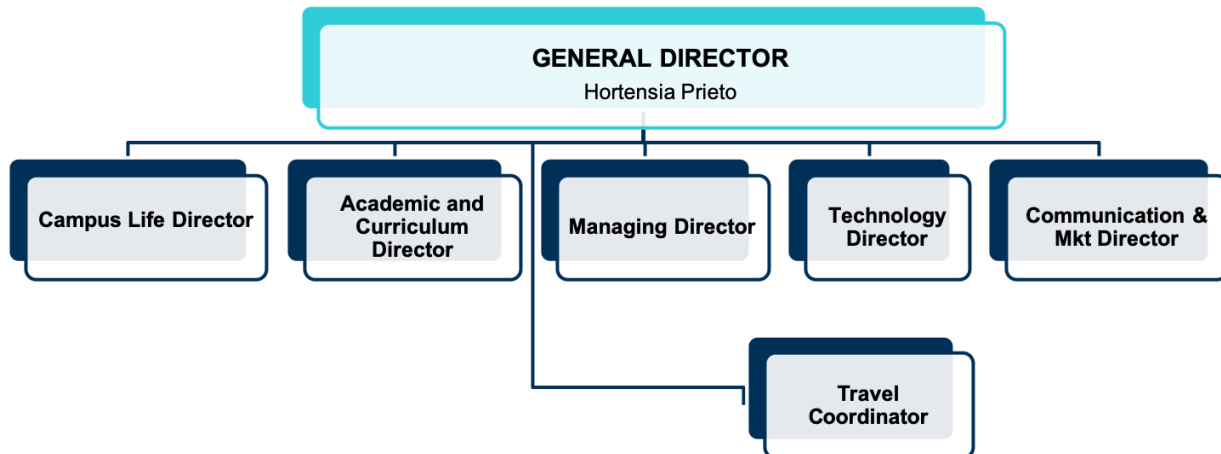 GENERAL DIRECTOR
Hortensia Prieto
Campus Life Director
Academic and
Curriculum
Director
Managing Director
Technology
Director
Communication &
Mkt Director
Travel
Coordinator